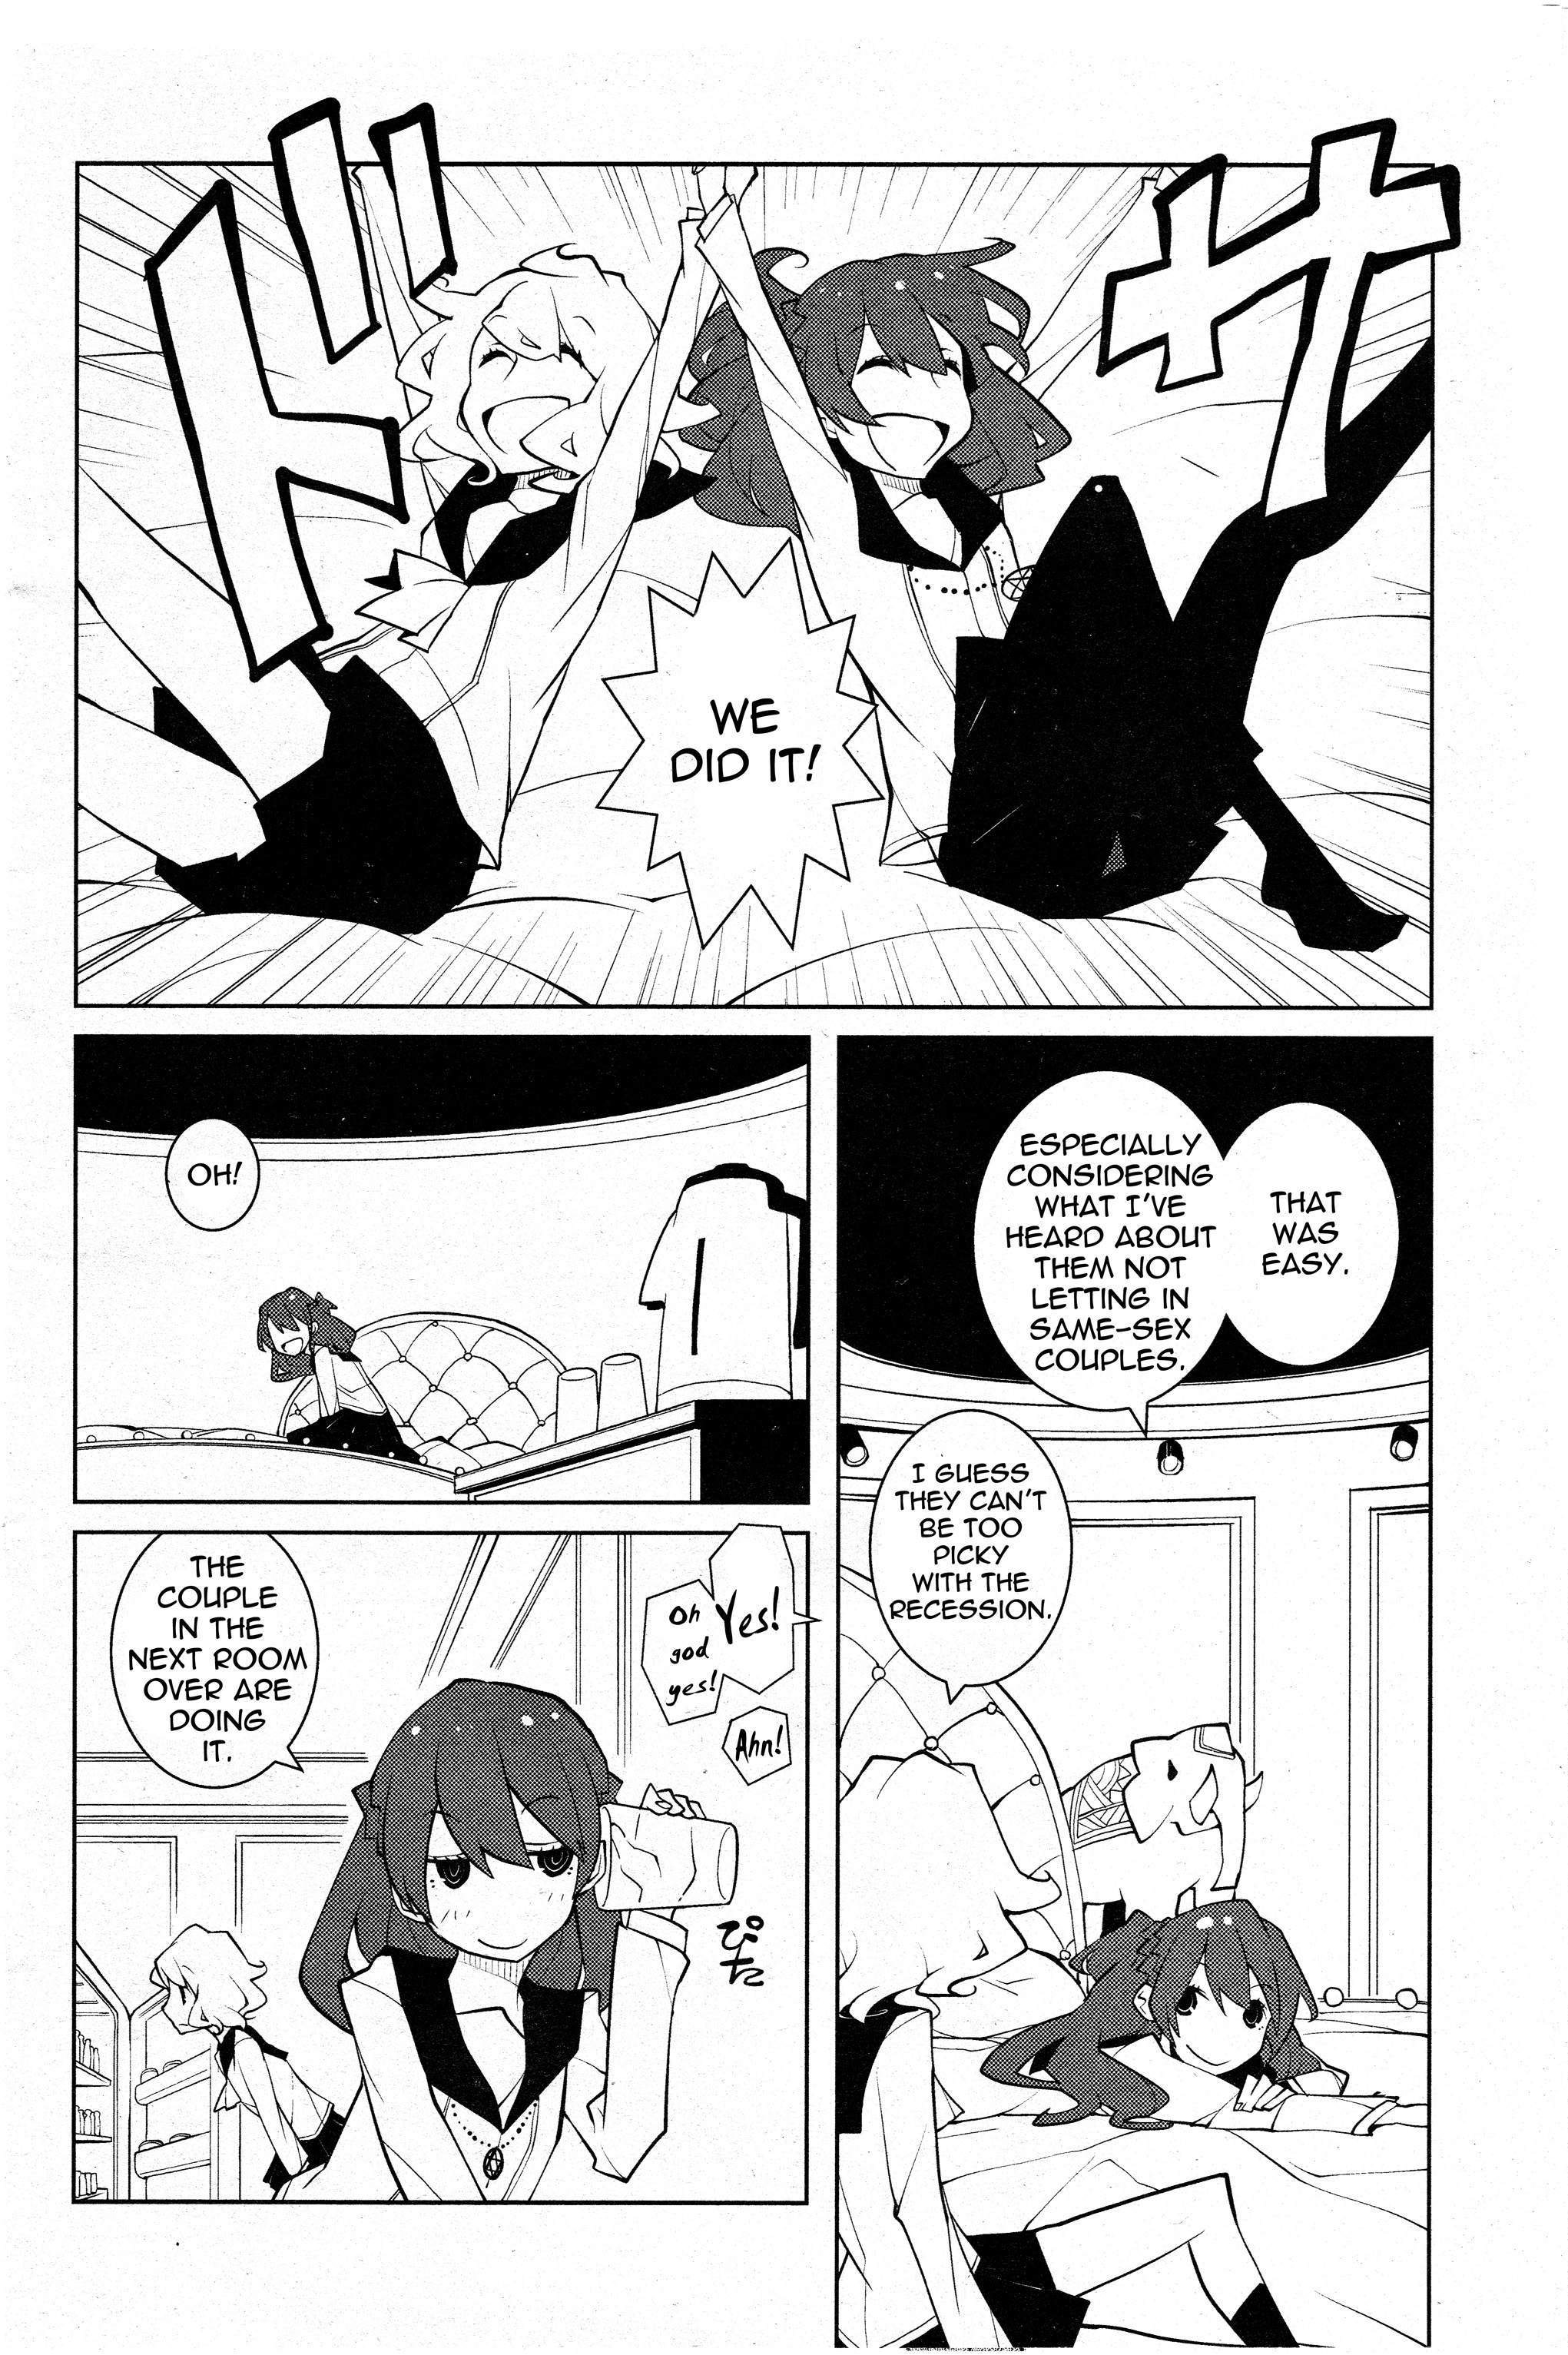 ドサ
WE
DID IT!
THAT
WAS
EASY.
ESPECIALLY
CONSIDERING
WHAT I'VE
HEARD ABOUT
THEM NOT
LETTING IN
SAME-SEX
COUPLES.
I GUESS
THEY CAN'T
BE TOO
PICKY
WITH THE
RECESSION.
OH!
Yes!
Oh
god
yes!
Ahn!
ぴた
THE
COUPLE
IN THE
NEXT ROOM
OVER ARE
DOING
IT.